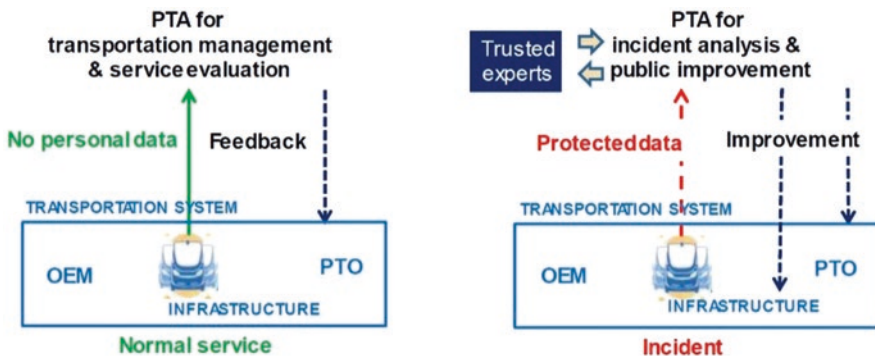 PTA for
transportation management
& service evaluation
No personal data
Feedback
TRANSPORTATION SYSTEM
OEM
PTO
INFRASTRUCTURE
Normal service
PTA for
incident analysis &
public improvement
Trusted
experts
Protected data
Improvement
TRANSPORTATION SYSTEM
OEM
PTO
INFRASTRUCTURE
Incident